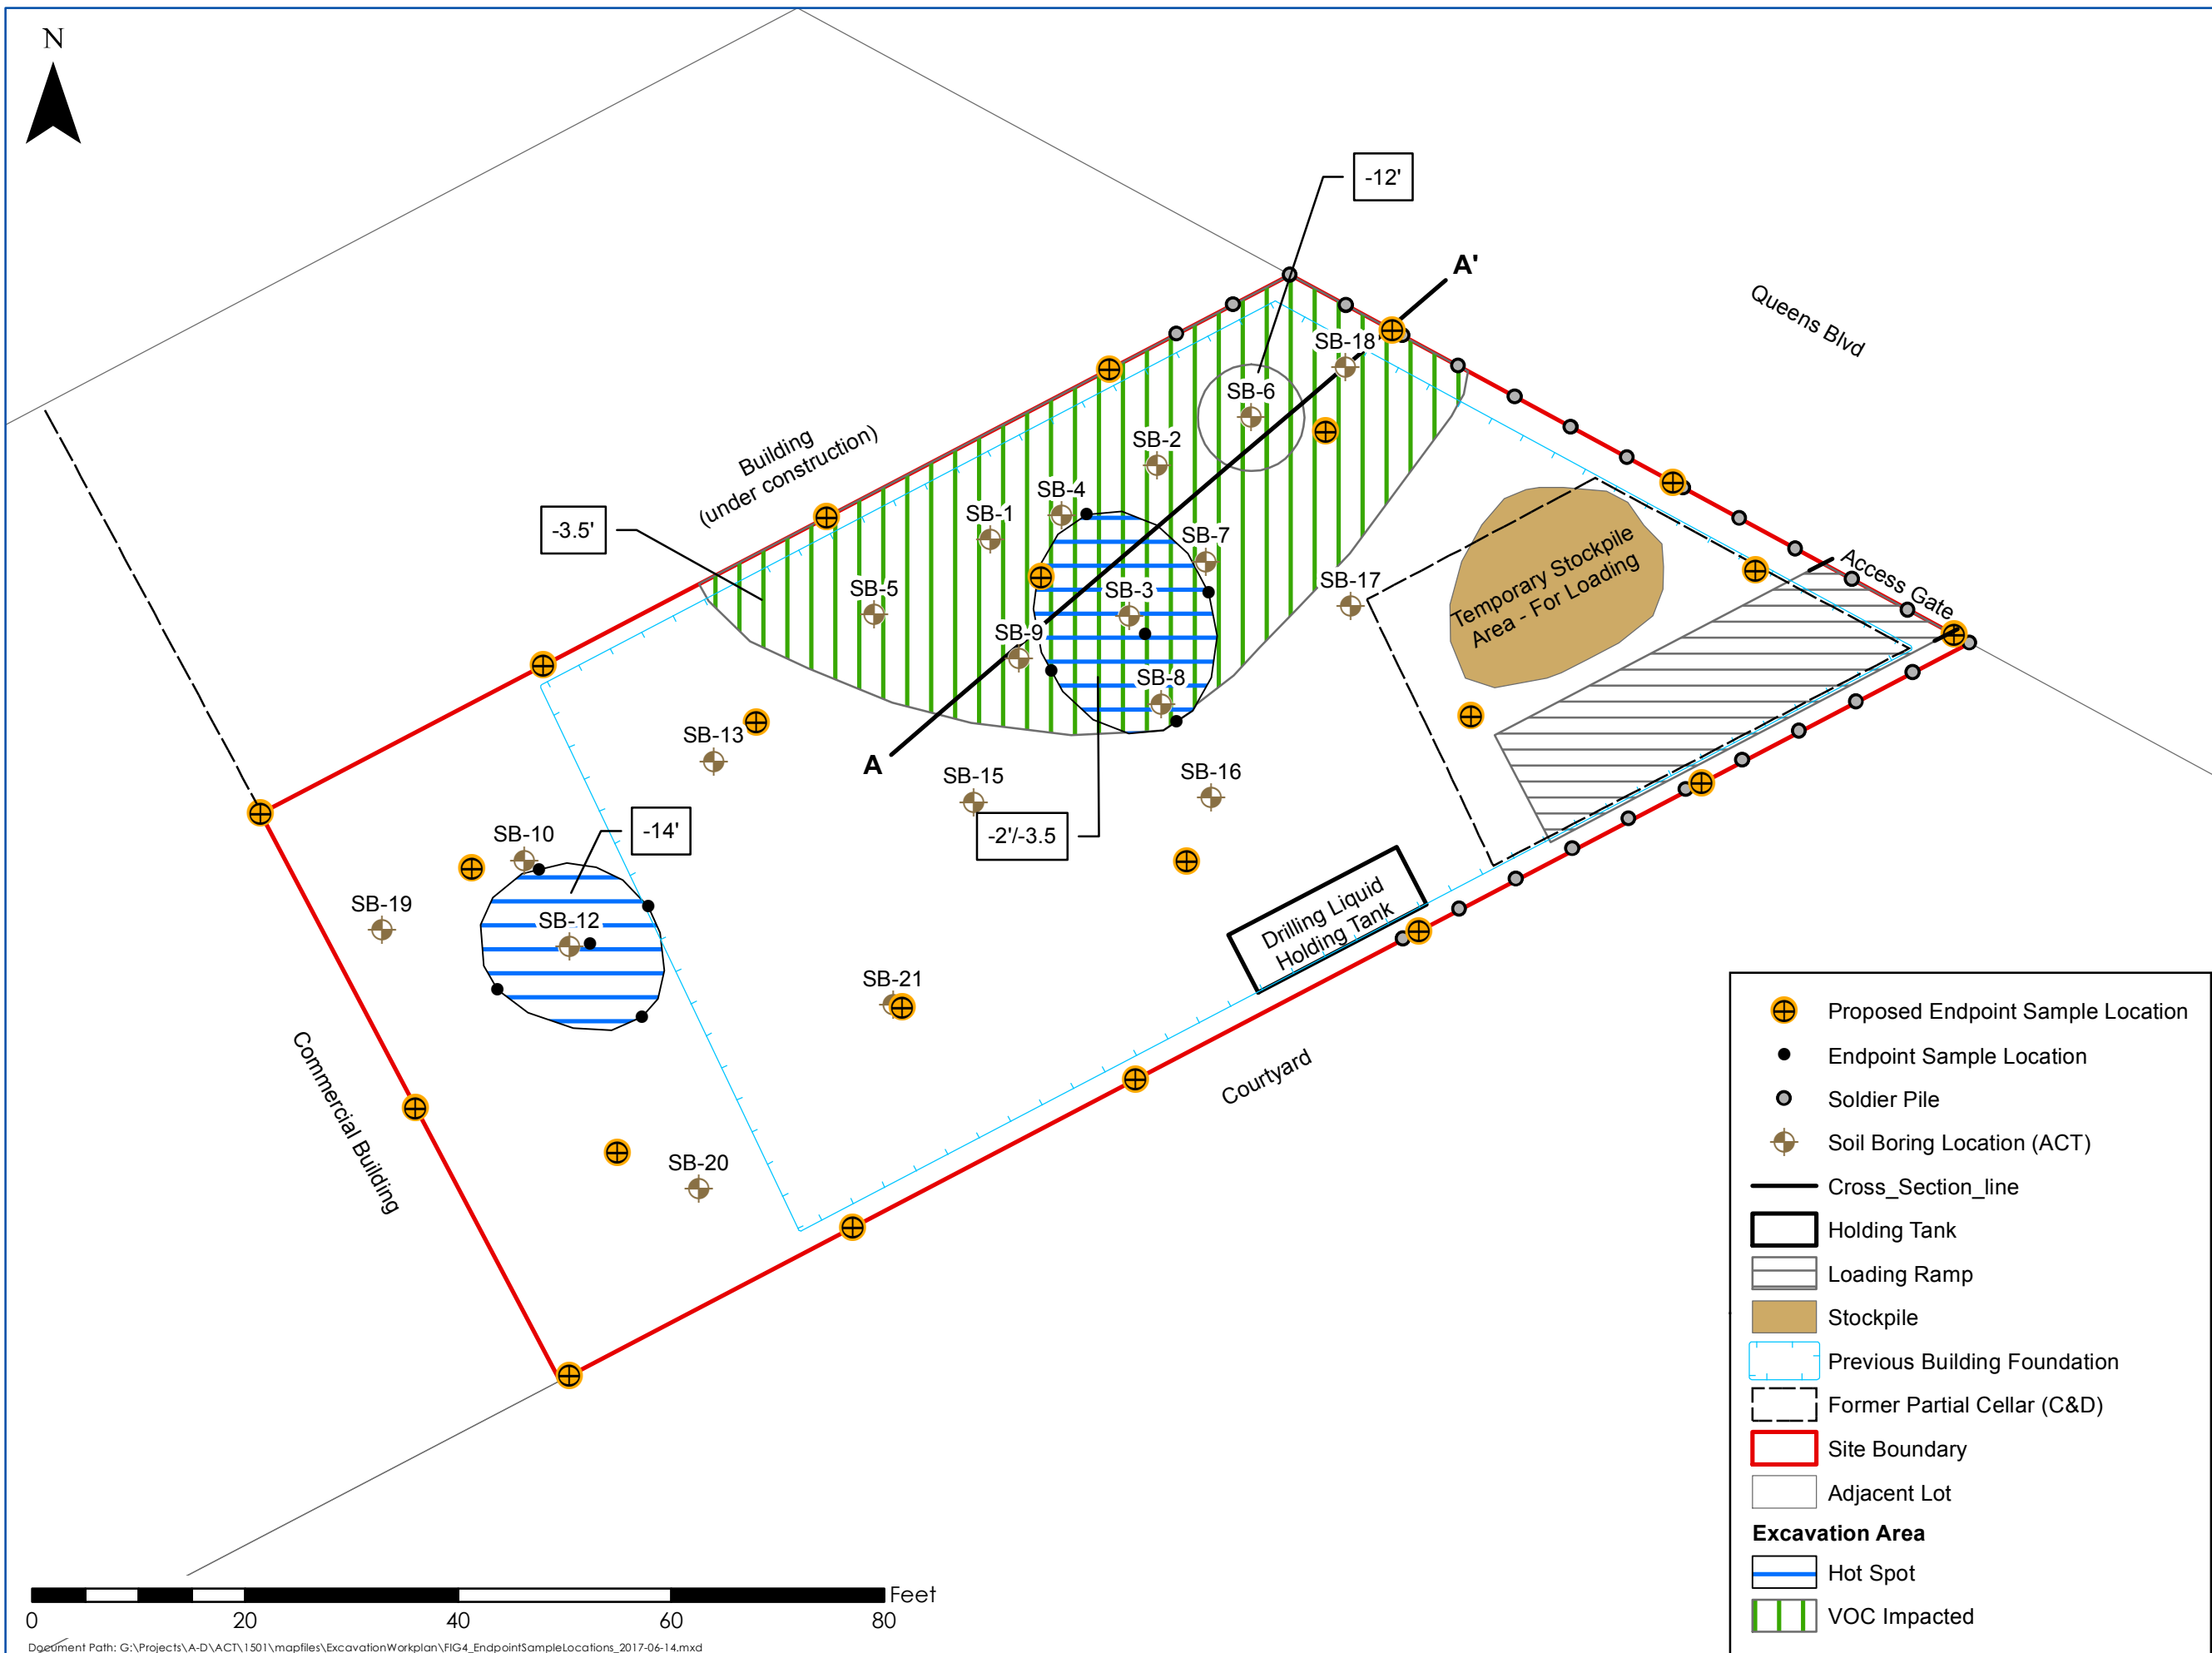 N
-12'
A'
Queens Blvd
SB-18
SB-6
Building
(under construction)
SB-2
-3.5'
SB-4
SB-1
SB-7
Temporary Stockpile
Area - For Loading
Access Gate
SB-5
SB-3
SB-17
SB-9
SB-8
SB-13
A
SB-15
SB-16
-14'
-2'/-3.5
SB-10
SB-19
SB-12
Drilling Liquid
Holding Tank
SB-21
Commercial Building
Courtyard
SB-20
Proposed Endpoint Sample Location
Endpoint Sample Location
Soldier Pile
Soil Boring Location (ACT)
Cross_Section_line
Holding Tank
Loading Ramp
Stockpile
Previous Building Foundation
Former Partial Cellar (C&D)
Site Boundary
Adjacent Lot
Excavation Area
Hot Spot
VOC Impacted
Feet
0 20 40 60 80
Document Path: G:\Projects\A-D\ACT\1501\mapfiles\ExcavationWorkplan\FIG4_EndpointSampleLocations_2017-06-14.mxd